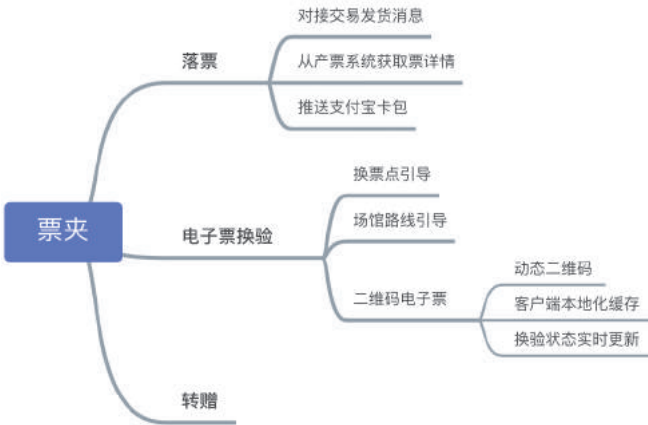 票夹
落票
对接交易发货消息
从产票系统获取票详情
推送支付宝卡包
电子票换验
换票点引导
场馆路线引导
二维码电子票
动态二维码
客户端本地化缓存
换验状态实时更新
转赠